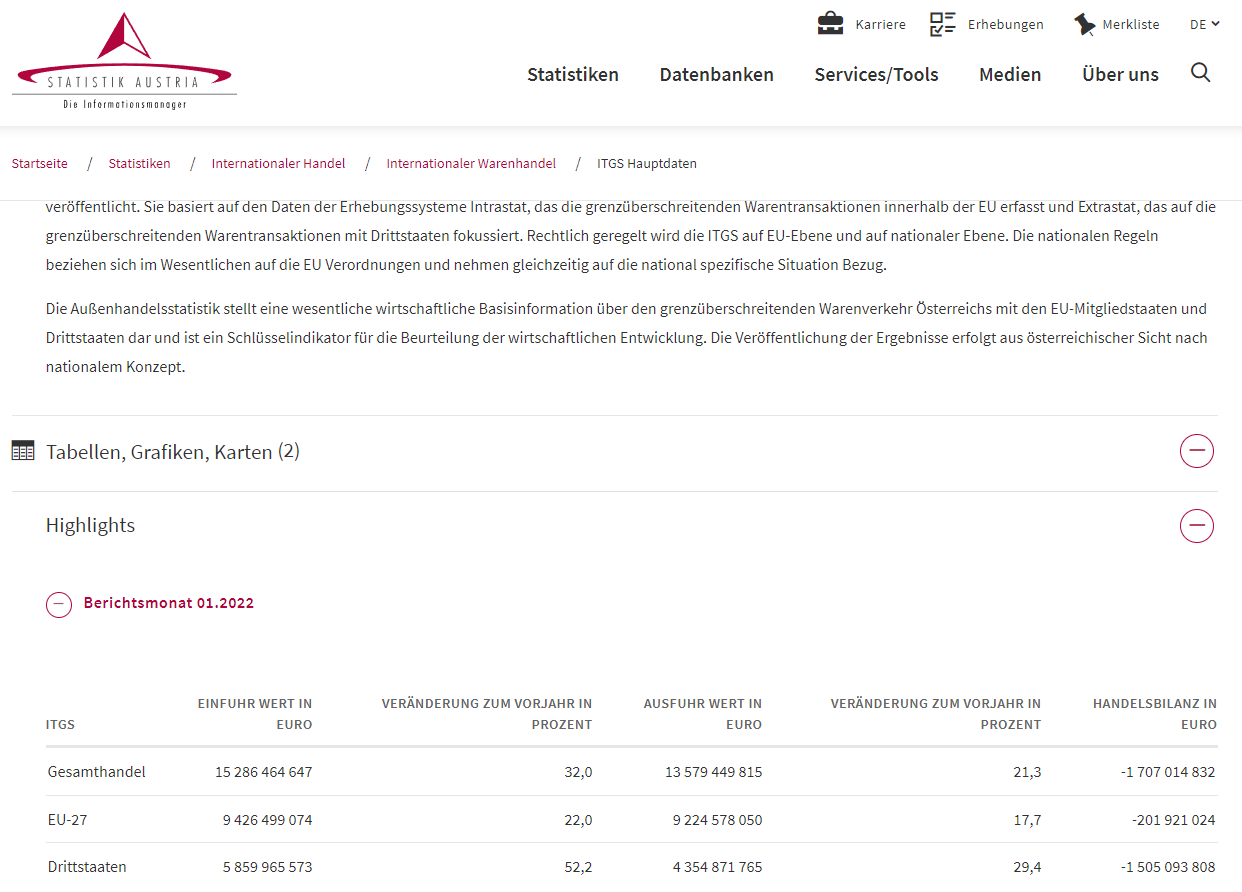 Karriere Erhebungen Merkliste DE
STATISTIK AUSTRIA
Die Informationsmanager
Statistiken Datenbanken Services/Tools Medien Über uns
Startseite / Statistiken / Internationaler Handel / Internationaler Warenhandel / ITGS Hauptdaten
veröffentlicht. Sie basiert auf den Daten der Erhebungssysteme Intrastat, das die grenzüberschreitenden Warentransaktionen innerhalb der EU erfasst und Extrastat, das auf die
grenzüberschreitenden Warentransaktionen mit Drittstaaten fokussiert. Rechtlich geregelt wird die ITGS auf EU-Ebene und auf nationaler Ebene. Die nationalen Regeln
beziehen sich im Wesentlichen auf die EU Verordnungen und nehmen gleichzeitig auf die national spezifische Situation Bezug.
Die Außenhandelsstatistik stellt eine wesentliche wirtschaftliche Basisinformation über den grenzüberschreitenden Warenverkehr Österreichs mit den EU-Mitgliedstaaten und
Drittstaaten dar und ist ein Schlüsselindikator für die Beurteilung der wirtschaftlichen Entwicklung. Die Veröffentlichung der Ergebnisse erfolgt aus österreichischer Sicht nach
nationalem Konzept.
Tabellen, Grafiken, Karten (2)
Highlights
Berichtsmonat 01.2022
EINFUHR WERT IN VERÄNDERUNG ZUM VORJAHR IN AUSFUHR WERT IN VERÄNDERUNG ZUM VORJAHR IN HANDELSBILANZ IN
ITGS EURO PROZENT EURO PROZENT EURO
Gesamthandel 15 286 464 647 32,0 13 579 449 815 21,3 -1 707 014 832
EU-27 9 426 499 074 22,0 9 224 578 050 17,7 -201 921 024
Drittstaaten 5 859 965 573 52,2 4 354 871 765 29,4 -1 505 093 808